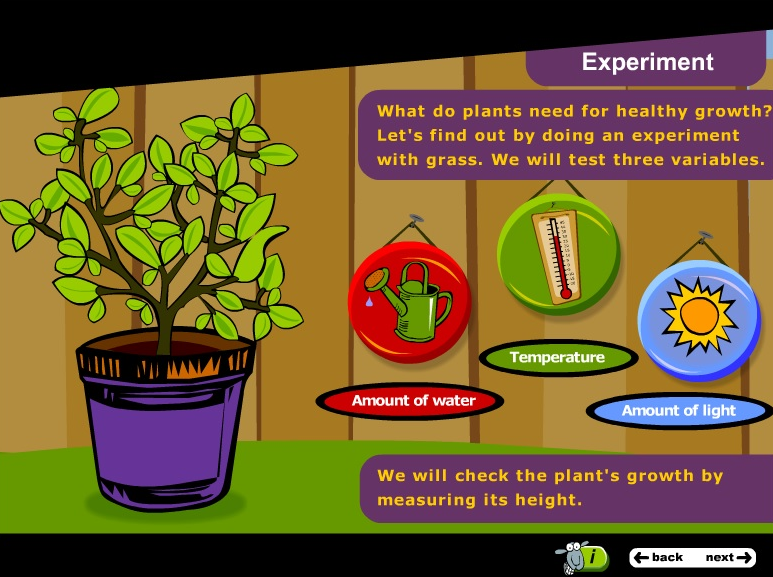 Experiment
What do plants need for healthy growth?
Let's find out by doing an experiment
with grass. We will test three variables.
Temperature
Amount of water
Amount of light
We will check the plant's growth by
measuring its height.
i
back next